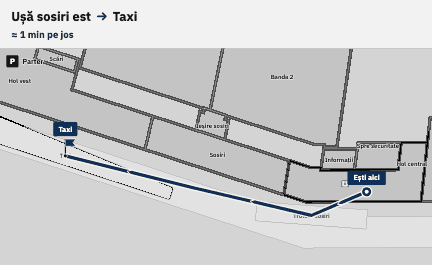 Ușă sosiri est → Taxi
≈ 1 min pe jos
P Parter
Scări
Hol vest
Banda 2
Ieșire sosiri
Taxi
Sosiri
Spre securitate
Informații
Hol central
Ești aici